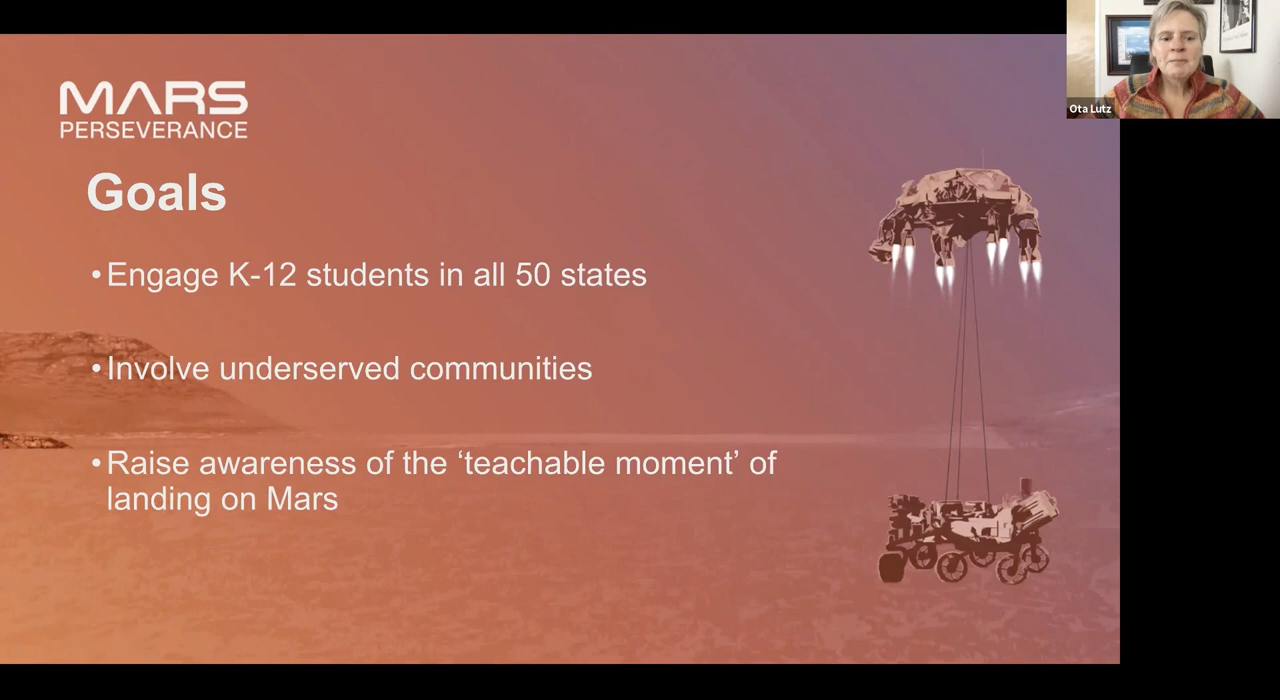 MARS
PERSEVERANCE
Goals
•Engage K-12 students in all 50 states
•Involve underserved communities
•Raise awareness of the ‘teachable moment’ of
landing on Mars
Ota Lutz